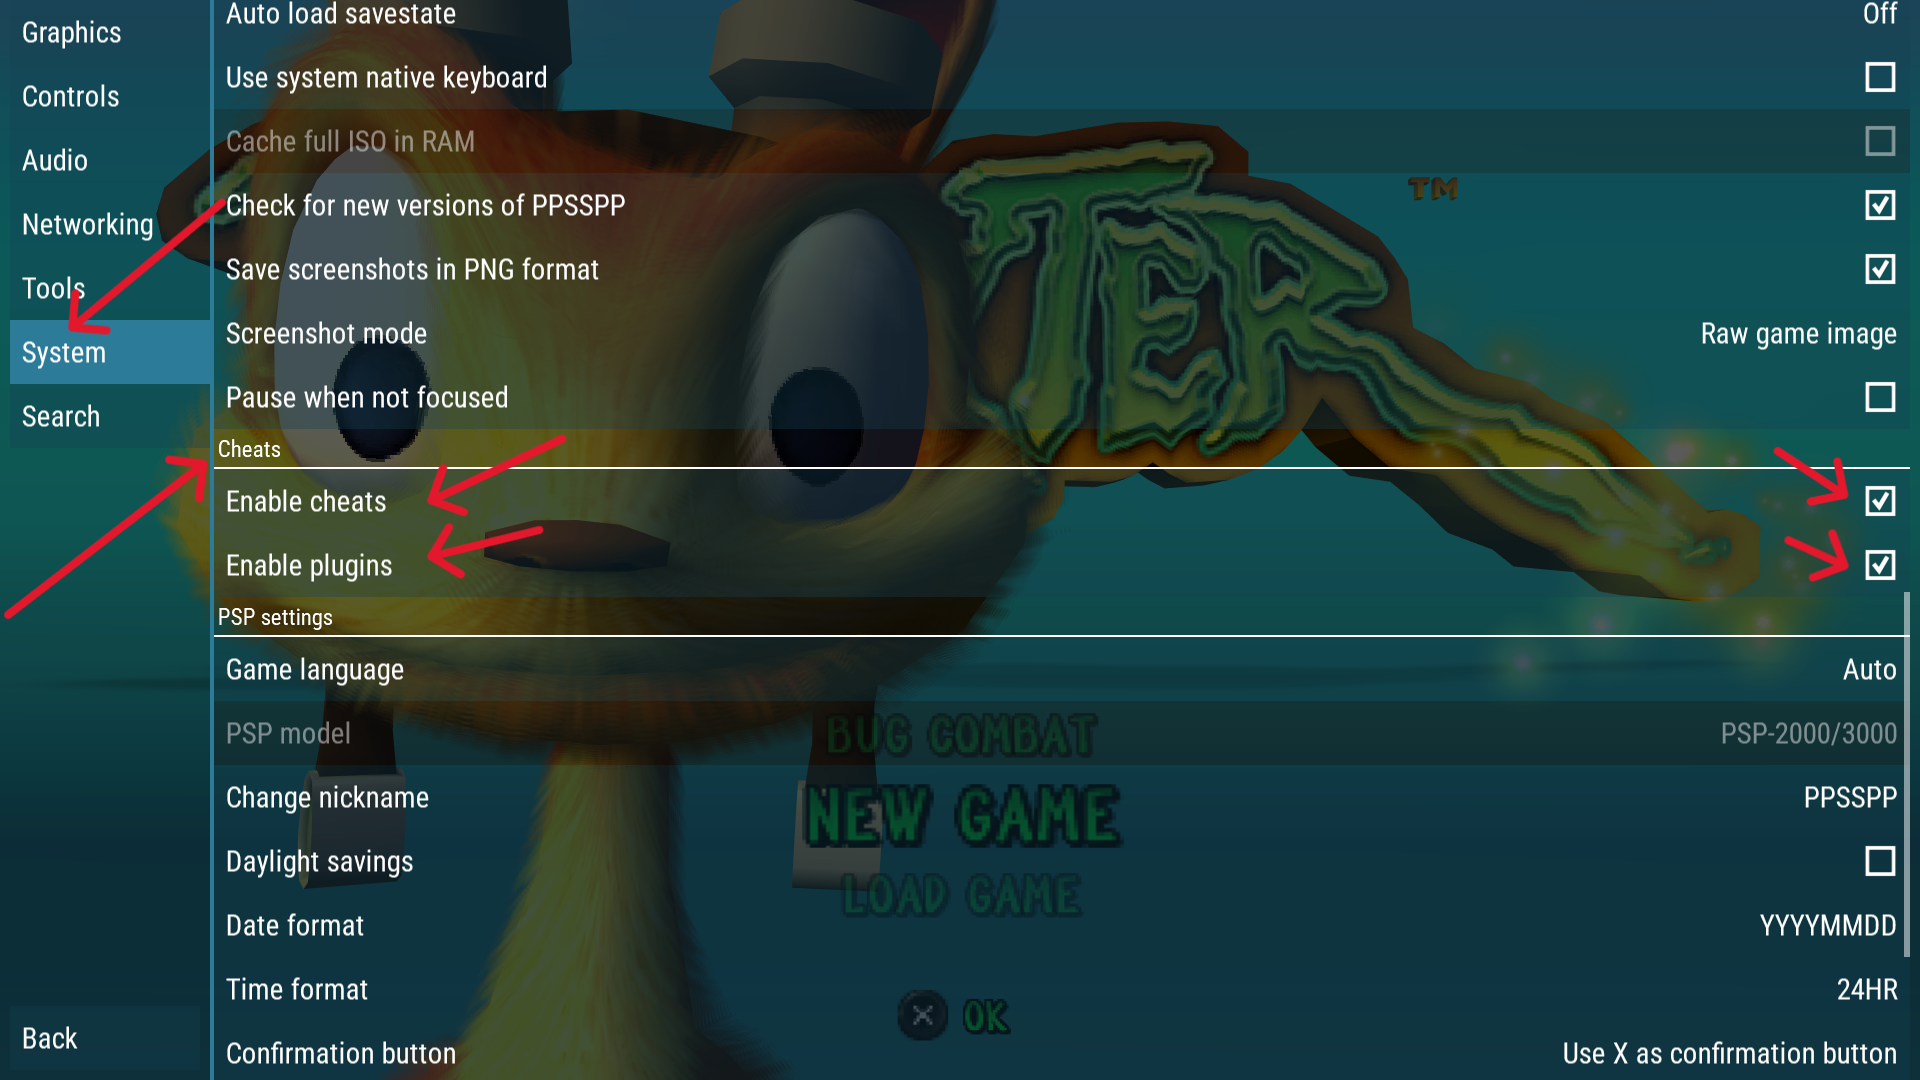 Graphics
Controls
Audio
Networking
Tools
System
Search
Back
Auto load savestate Off
Use system native keyboard
Cache full ISO in RAM
Check for new versions of PPSSPP
Save screenshots in PNG format
Screenshot mode Raw game image
Pause when not focused
Cheats
Enable cheats
Enable plugins
PSP settings
Game language Auto
PSP model PSP-2000/3000
Change nickname PPSSPP
Daylight savings
Date format YYYYMMDD
Time format 24HR
Confirmation button Use X as confirmation button
TER
TM
BUG COMBAT
NEW GAME
LOAD GAME
OK